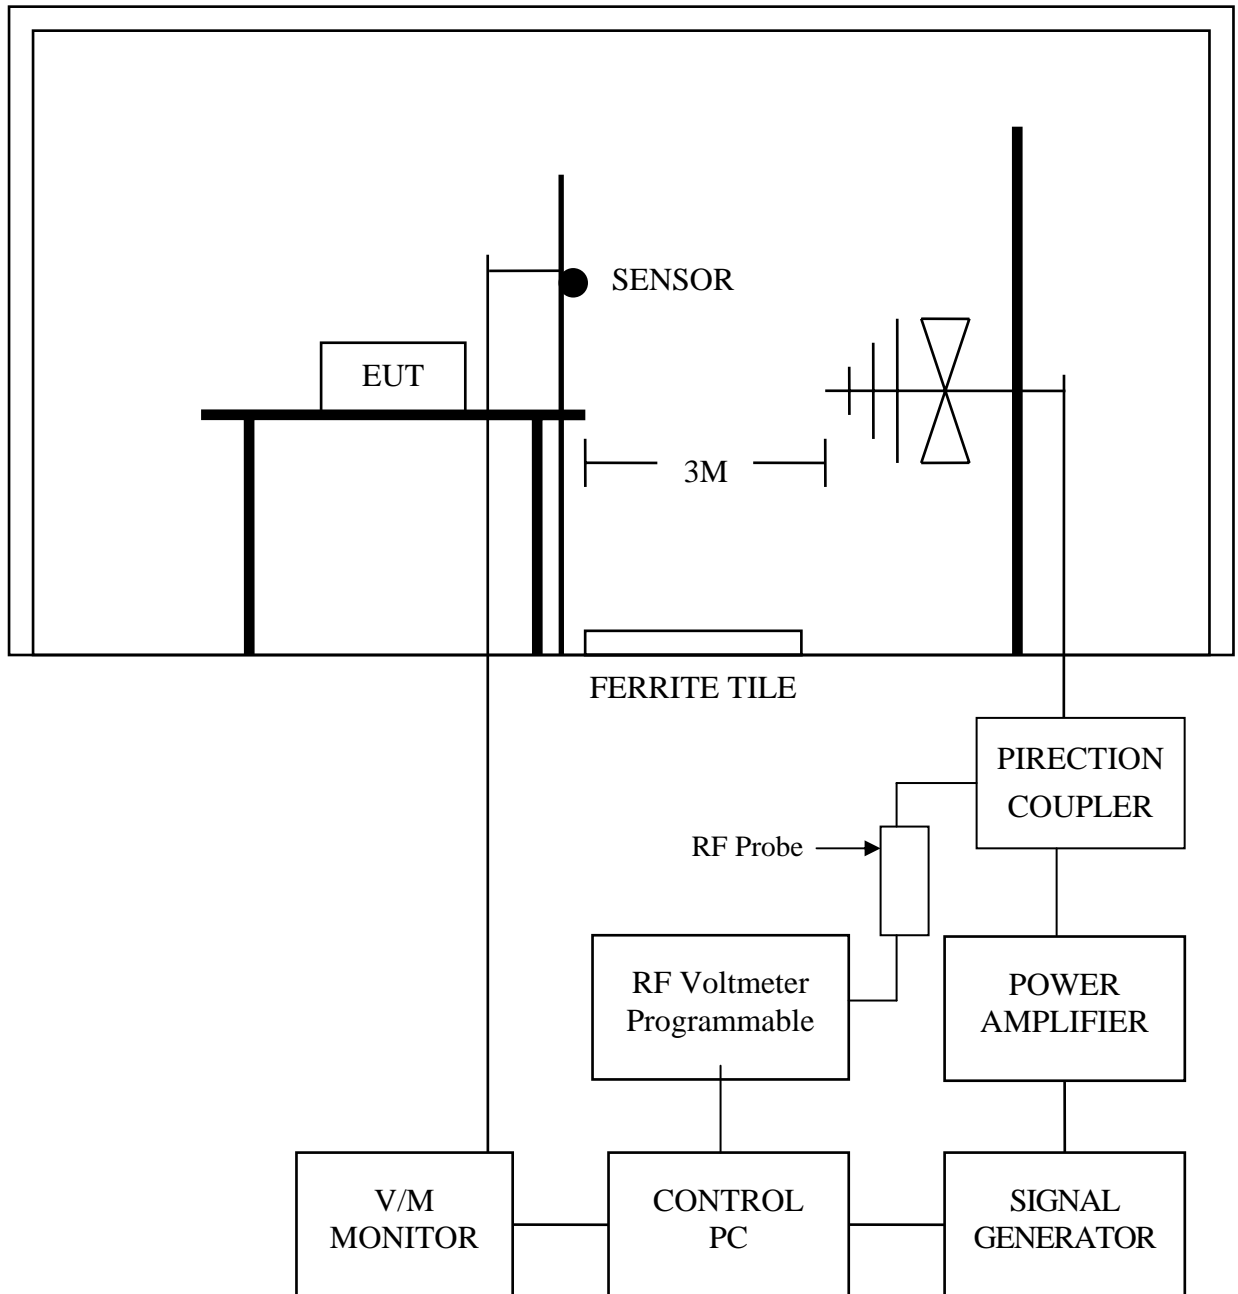 SENSOR
EUT
3M
FERRITE TILE
PIRECTION
COUPLER
RF Probe
RF Voltmeter
Programmable
POWER
AMPLIFIER
V/M
MONITOR
CONTROL
PC
SIGNAL
GENERATOR